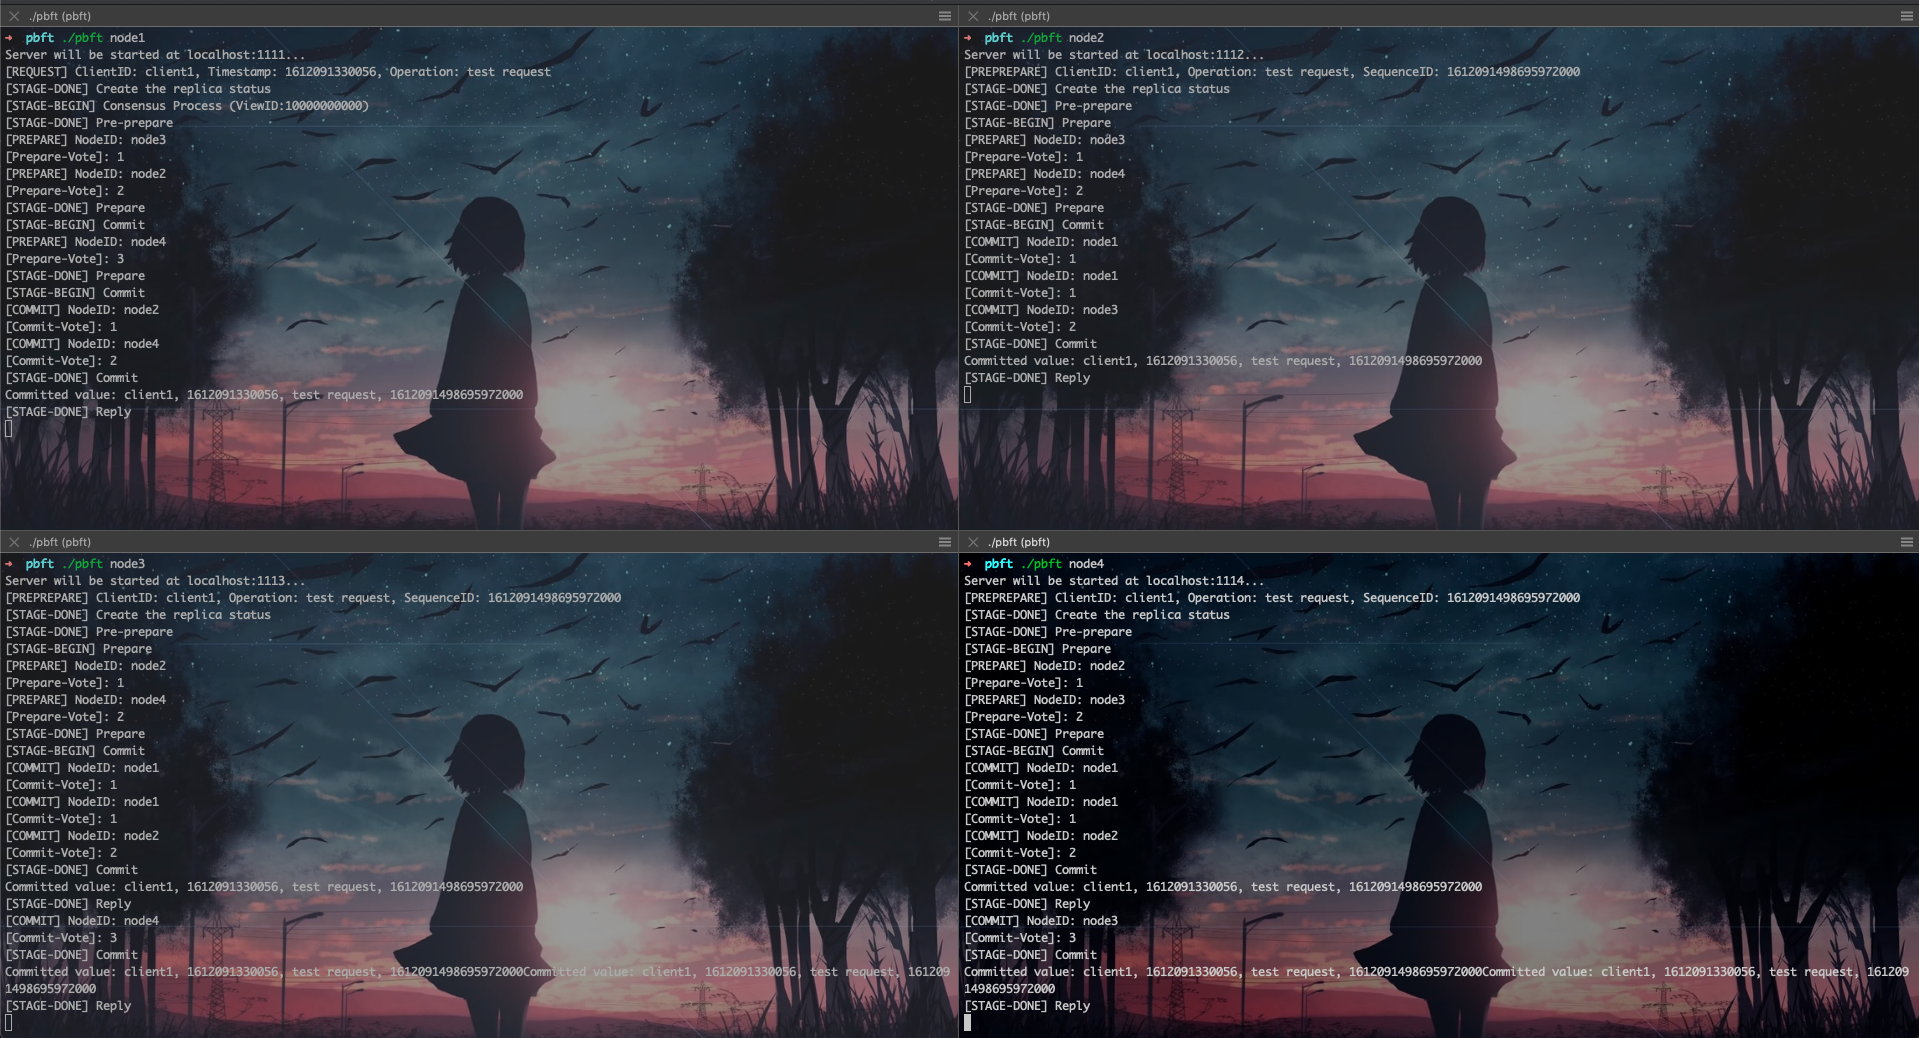 ./pbft (pbft)
➜  pbft ./pbft node1
Server will be started at localhost:1111...
[REQUEST] ClientID: client1, Timestamp: 1612091330056, Operation: test request
[STAGE-DONE] Create the replica status
[STAGE-BEGIN] Consensus Process (ViewID:10000000000)
[STAGE-DONE] Pre-prepare
[PREPARE] NodeID: node3
[Prepare-Vote]: 1
[PREPARE] NodeID: node2
[Prepare-Vote]: 2
[STAGE-DONE] Prepare
[STAGE-BEGIN] Commit
[PREPARE] NodeID: node4
[Prepare-Vote]: 3
[STAGE-DONE] Prepare
[STAGE-BEGIN] Commit
[COMMIT] NodeID: node2
[Commit-Vote]: 1
[COMMIT] NodeID: node4
[Commit-Vote]: 2
[STAGE-DONE] Commit
Committed value: client1, 1612091330056, test request, 1612091498695972000
[STAGE-DONE] Reply
./pbft (pbft)
➜  pbft ./pbft node2
Server will be started at localhost:1112...
[PREPREPARE] ClientID: client1, Operation: test request, SequenceID: 1612091498695972000
[STAGE-DONE] Create the replica status
[STAGE-DONE] Pre-prepare
[STAGE-BEGIN] Prepare
[PREPARE] NodeID: node3
[Prepare-Vote]: 1
[PREPARE] NodeID: node4
[Prepare-Vote]: 2
[STAGE-DONE] Prepare
[STAGE-BEGIN] Commit
[COMMIT] NodeID: node1
[Commit-Vote]: 1
[COMMIT] NodeID: node1
[Commit-Vote]: 1
[COMMIT] NodeID: node3
[Commit-Vote]: 2
[STAGE-DONE] Commit
Committed value: client1, 1612091330056, test request, 1612091498695972000
[STAGE-DONE] Reply
./pbft (pbft)
➜  pbft ./pbft node3
Server will be started at localhost:1113...
[PREPREPARE] ClientID: client1, Operation: test request, SequenceID: 1612091498695972000
[STAGE-DONE] Create the replica status
[STAGE-DONE] Pre-prepare
[STAGE-BEGIN] Prepare
[PREPARE] NodeID: node2
[Prepare-Vote]: 1
[PREPARE] NodeID: node4
[Prepare-Vote]: 2
[STAGE-DONE] Prepare
[STAGE-BEGIN] Commit
[COMMIT] NodeID: node1
[Commit-Vote]: 1
[COMMIT] NodeID: node1
[Commit-Vote]: 1
[COMMIT] NodeID: node2
[Commit-Vote]: 2
[STAGE-DONE] Commit
Committed value: client1, 1612091330056, test request, 1612091498695972000
[STAGE-DONE] Reply
[COMMIT] NodeID: node4
[Commit-Vote]: 3
[STAGE-DONE] Commit
Committed value: client1, 1612091330056, test request, 1612091498695972000Committed value: client1, 1612091330056, test request, 161209
1498695972000
[STAGE-DONE] Reply
./pbft (pbft)
➜  pbft ./pbft node4
Server will be started at localhost:1114...
[PREPREPARE] ClientID: client1, Operation: test request, SequenceID: 1612091498695972000
[STAGE-DONE] Create the replica status
[STAGE-DONE] Pre-prepare
[STAGE-BEGIN] Prepare
[PREPARE] NodeID: node2
[Prepare-Vote]: 1
[PREPARE] NodeID: node3
[Prepare-Vote]: 2
[STAGE-DONE] Prepare
[STAGE-BEGIN] Commit
[COMMIT] NodeID: node1
[Commit-Vote]: 1
[COMMIT] NodeID: node1
[Commit-Vote]: 1
[COMMIT] NodeID: node2
[Commit-Vote]: 2
[STAGE-DONE] Commit
Committed value: client1, 1612091330056, test request, 1612091498695972000
[STAGE-DONE] Reply
[COMMIT] NodeID: node3
[Commit-Vote]: 3
[STAGE-DONE] Commit
Committed value: client1, 1612091330056, test request, 1612091498695972000Committed value: client1, 1612091330056, test request, 161209
1498695972000
[STAGE-DONE] Reply